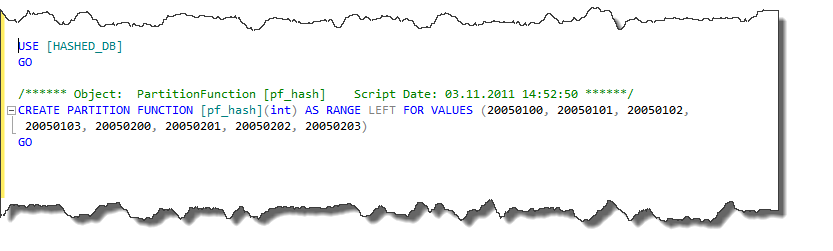 USE [HASHED_DB]
GO
/****** Object:  PartitionFunction [pf_hash]    Script Date: 03.11.2011 14:52:50 ******/
CREATE PARTITION FUNCTION [pf_hash](int) AS RANGE LEFT FOR VALUES (20050100, 20050101, 20050102,
20050103, 20050200, 20050201, 20050202, 20050203)
GO